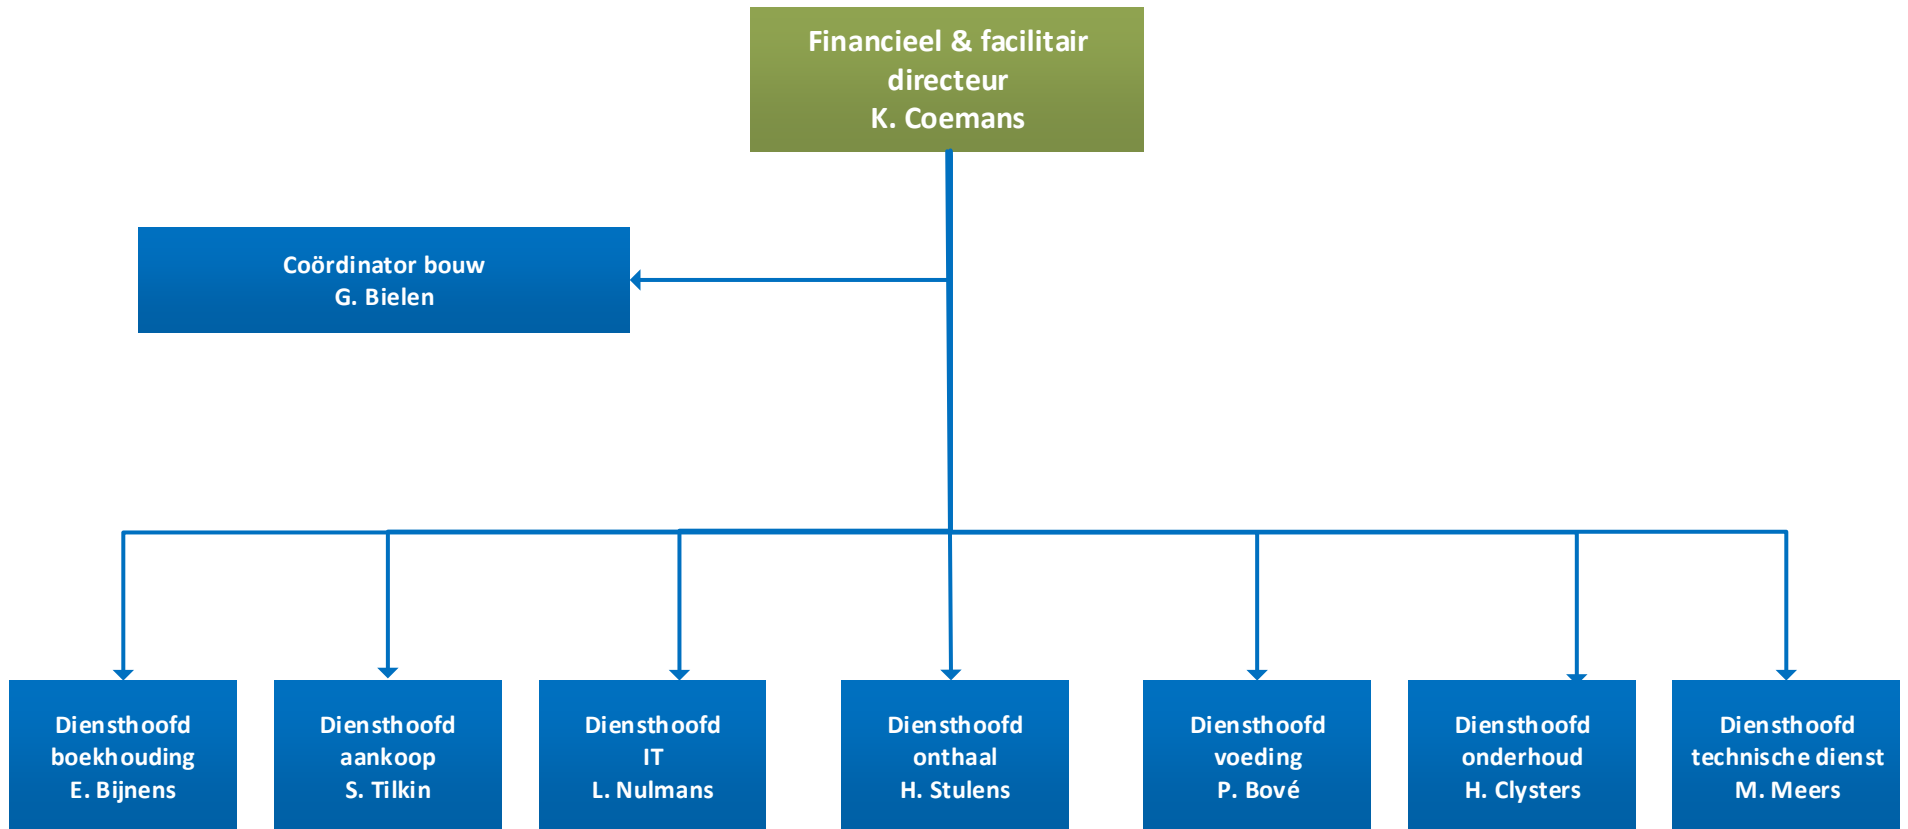 Financieel & facilitair
directeur
K. Coemans
Coördinator bouw
G. Bielen
Diensthoofd
boekhouding
E. Bijnens
Diensthoofd
aankoop
S. Tilkin
Diensthoofd
IT
L. Nulmans
Diensthoofd
onthaal
H. Stulens
Diensthoofd
voeding
P. Bové
Diensthoofd
onderhoud
H. Clysters
Diensthoofd
technische dienst
M. Meers